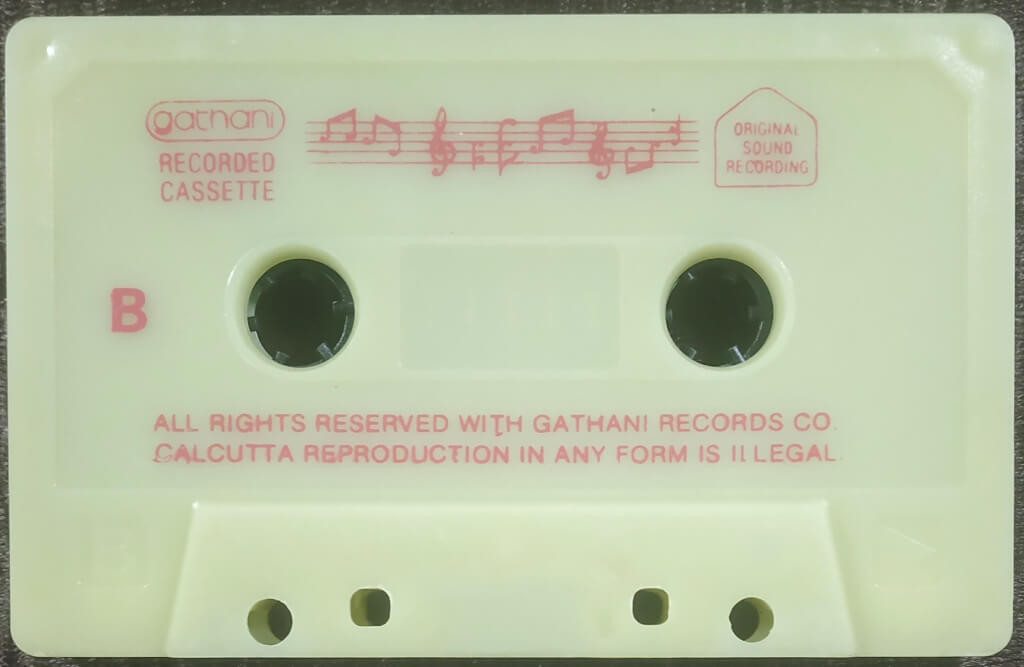 gathani
RECORDED
CASSETTE
ORIGINAL
SOUND
RECORDING
B
ALL RIGHTS RESERVED WITH GATHANI RECORDS CO.
CALCUTTA REPRODUCTION IN ANY FORM IS ILLEGAL.
B